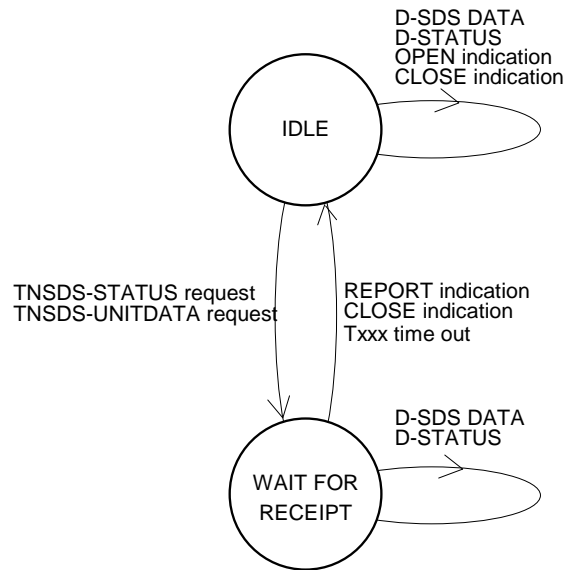 D-SDS DATA
D-STATUS
OPEN indication
CLOSE indication
IDLE
TNSDS-STATUS request
TNSDS-UNITDATA request
REPORT indication
CLOSE indication
Txxx time out
D-SDS DATA
D-STATUS
WAIT FOR
RECEIPT